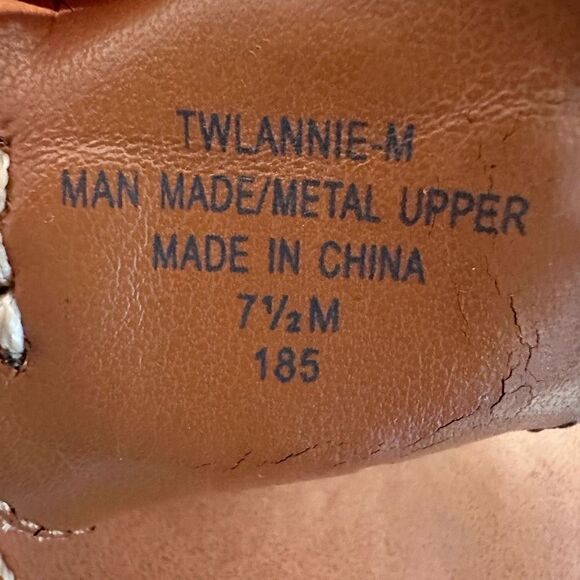 TWLANNIE-M
MAN MADE/METAL UPPER
MADE IN CHINA
7½M
185